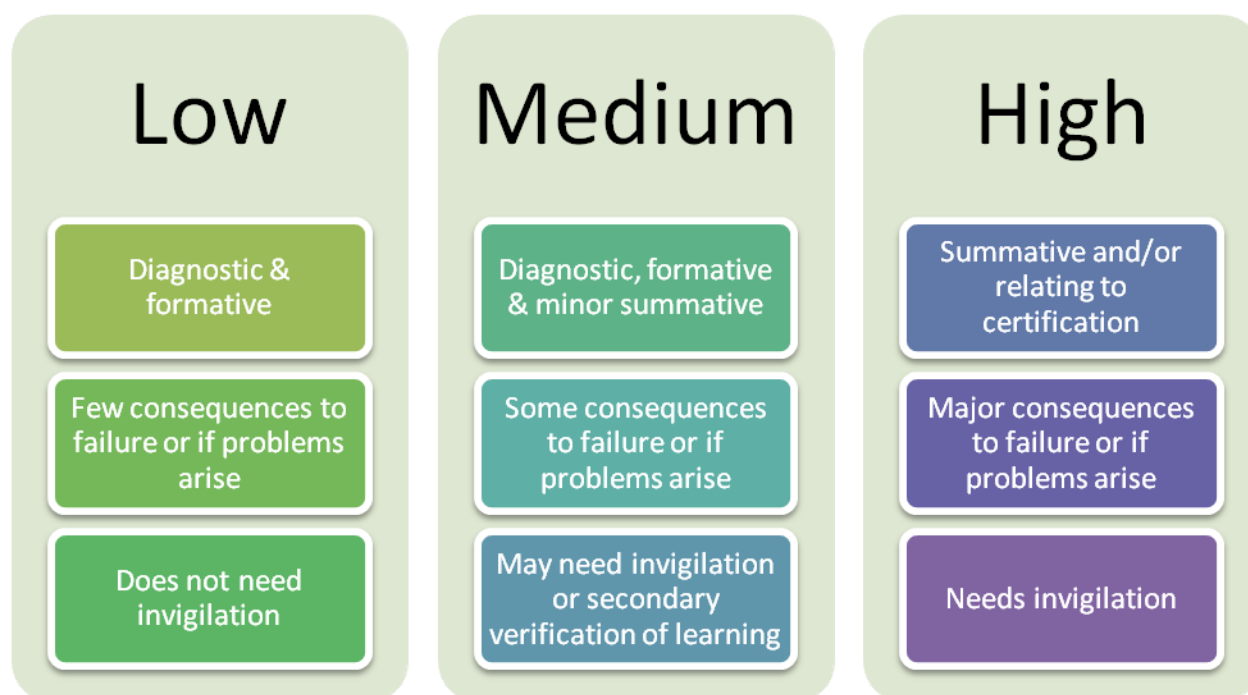 Low
Diagnostic &
formative
Few consequences to
failure or if problems
arise
Does not need
invigilation
Medium
Diagnostic, formative
& minor summative
Some consequences
to failure or if
problems arise
May need invigilation
or secondary
verification of learning
High
Summative and/or
relating to
certification
Major consequences
to failure or if
problems arise
Needs invigilation